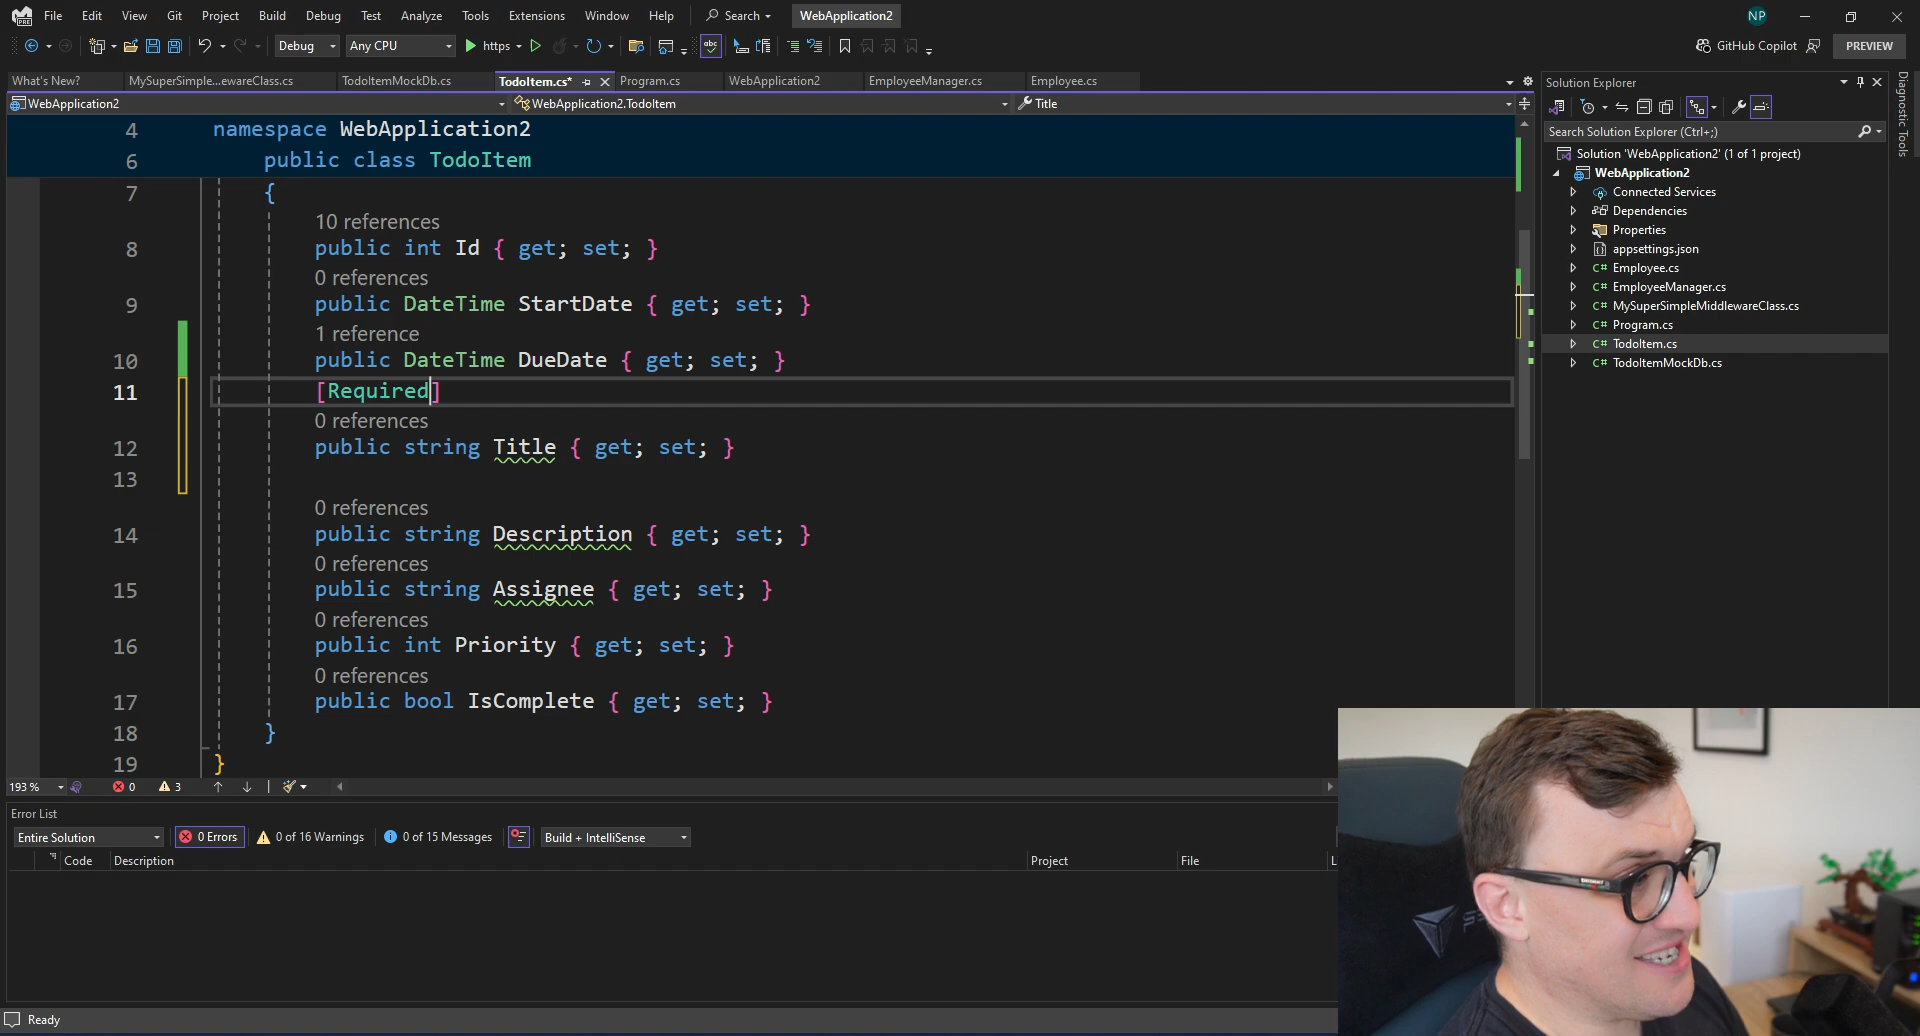 File Edit View Git Project Build Debug Test Analyze Tools Extensions Window Help Search WebApplication2 NP
Debug Any CPU https abc GitHub Copilot PREVIEW
What's New? MySuperSimple...ewareClass.cs TodoItemMockDb.cs TodoItem.cs* Program.cs WebApplication2 EmployeeManager.cs Employee.cs
WebApplication2 WebApplication2.TodoItem Title
4 namespace WebApplication2
6 public class TodoItem
7 {
10 references
8 public int Id { get; set; }
0 references
9 public DateTime StartDate { get; set; }
1 reference
10 public DateTime DueDate { get; set; }
11 [Required]
0 references
12 public string Title { get; set; }
13
0 references
14 public string Description { get; set; }
0 references
15 public string Assignee { get; set; }
0 references
16 public int Priority { get; set; }
0 references
17 public bool IsComplete { get; set; }
18 }
19 }
193 % 0 3
Error List
Entire Solution 0 Errors 0 of 16 Warnings 0 of 15 Messages Build + IntelliSense
Code Description Project File L
Ready
Solution Explorer
Search Solution Explorer (Ctrl+;)
Solution 'WebApplication2' (1 of 1 project)
WebApplication2
Connected Services
Dependencies
Properties
appsettings.json
C# Employee.cs
C# EmployeeManager.cs
C# MySuperSimpleMiddlewareClass.cs
C# Program.cs
C# TodoItem.cs
C# TodoItemMockDb.cs
Diagnostic Tools